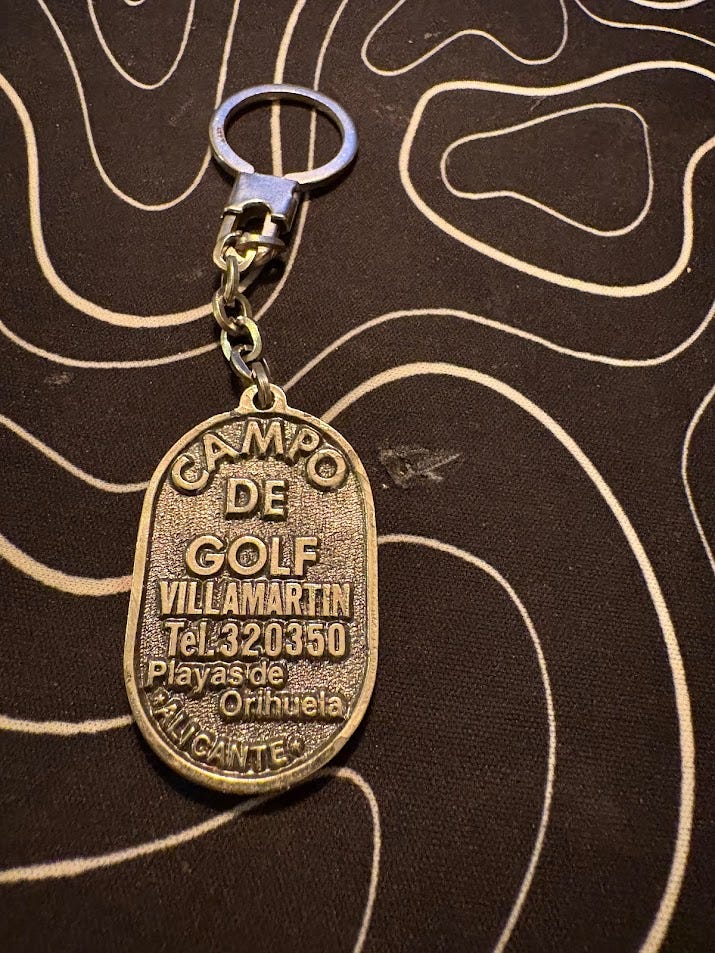 CAMPO
DE
GOLF
VILLAMARTIN
Tel.320350
Playas de
Orihuela
*ALICANTE*